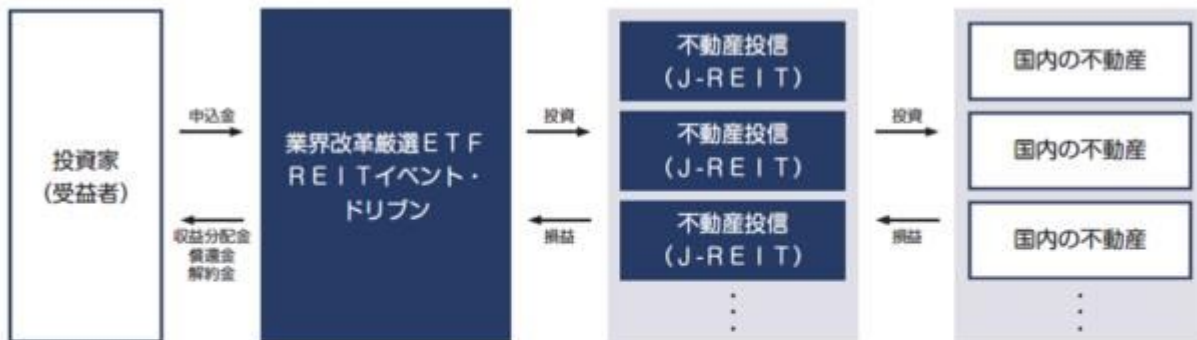 投資家
(受益者)
申込金
収益分配金
償還金
解約金
業界改革厳選ＥＴＦ
ＲＥＩＴイベント・
ドリブン
投資
損益
不動産投信
(Ｊ-ＲＥＩＴ)
不動産投信
(Ｊ-ＲＥＩＴ)
不動産投信
(Ｊ-ＲＥＩＴ)
投資
損益
国内の不動産
国内の不動産
国内の不動産